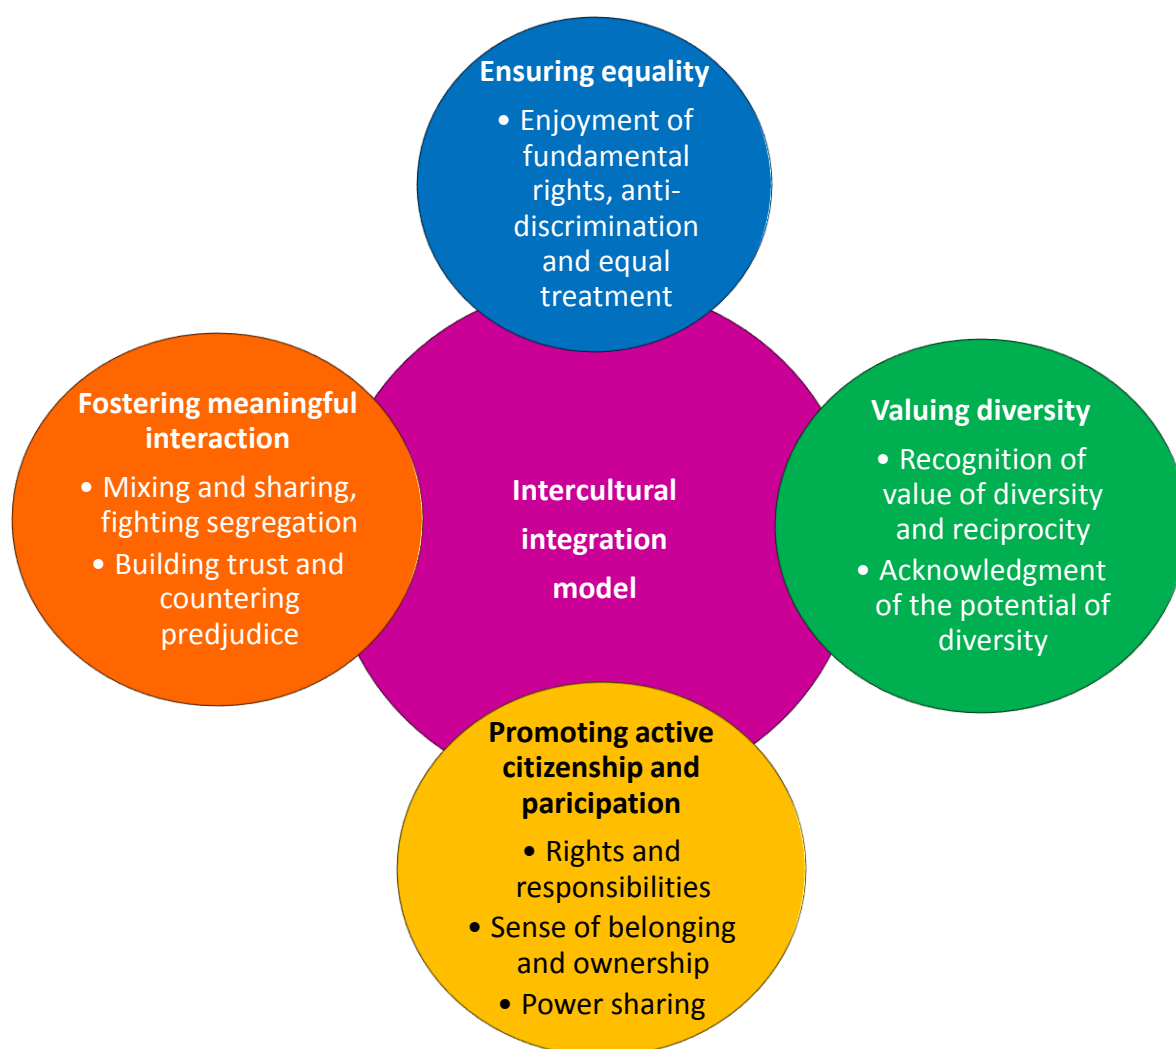 Ensuring equality
• Enjoyment of
fundamental
rights, anti-
discrimination
and equal
treatment
Fostering meaningful
interaction
• Mixing and sharing,
fighting segregation
• Building trust and
countering
predjudice
Intercultural
integration
model
Valuing diversity
• Recognition of
value of diversity
and reciprocity
• Acknowledgment
of the potential of
diversity
Promoting active
citizenship and
paricipation
• Rights and
responsibilities
• Sense of belonging
and ownership
• Power sharing